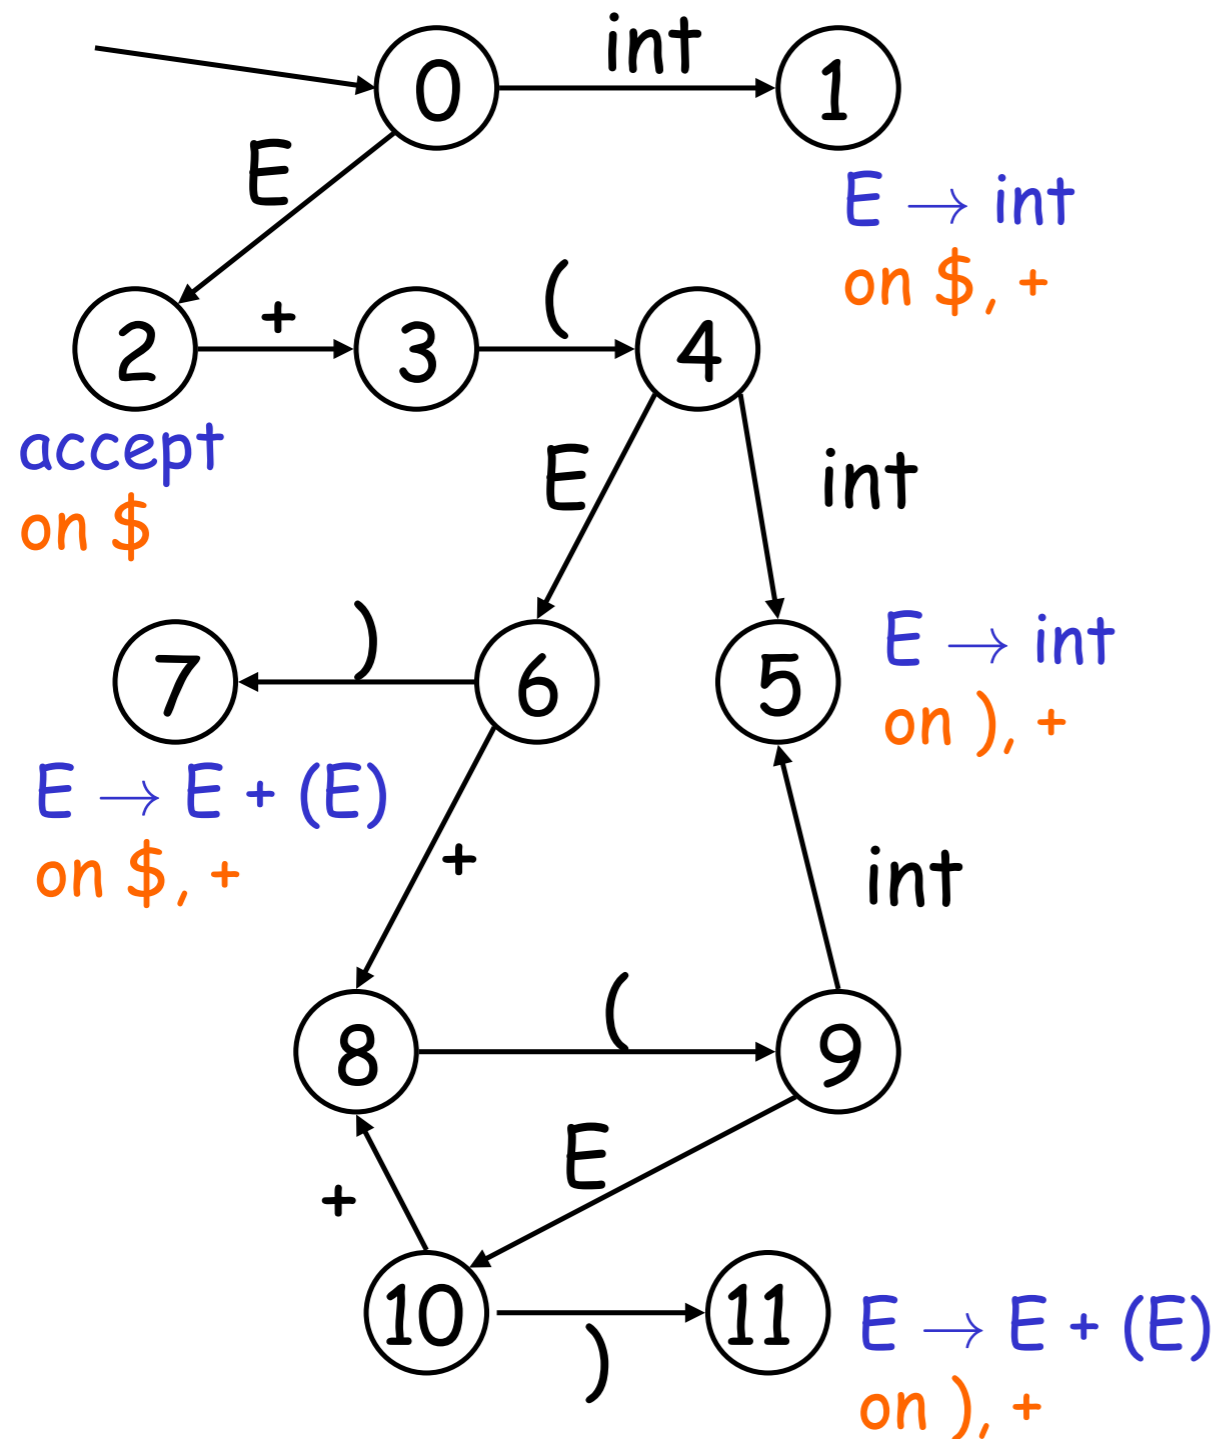 int
0
1
E
E → int
on $, +
(
+
2
3
4
accept
on $
E
int
)
7
6
5
E → int
on ), +
E → E + (E)
on $, +
+
int
(
8
9
E
+
10
11
)
E → E + (E)
on ), +